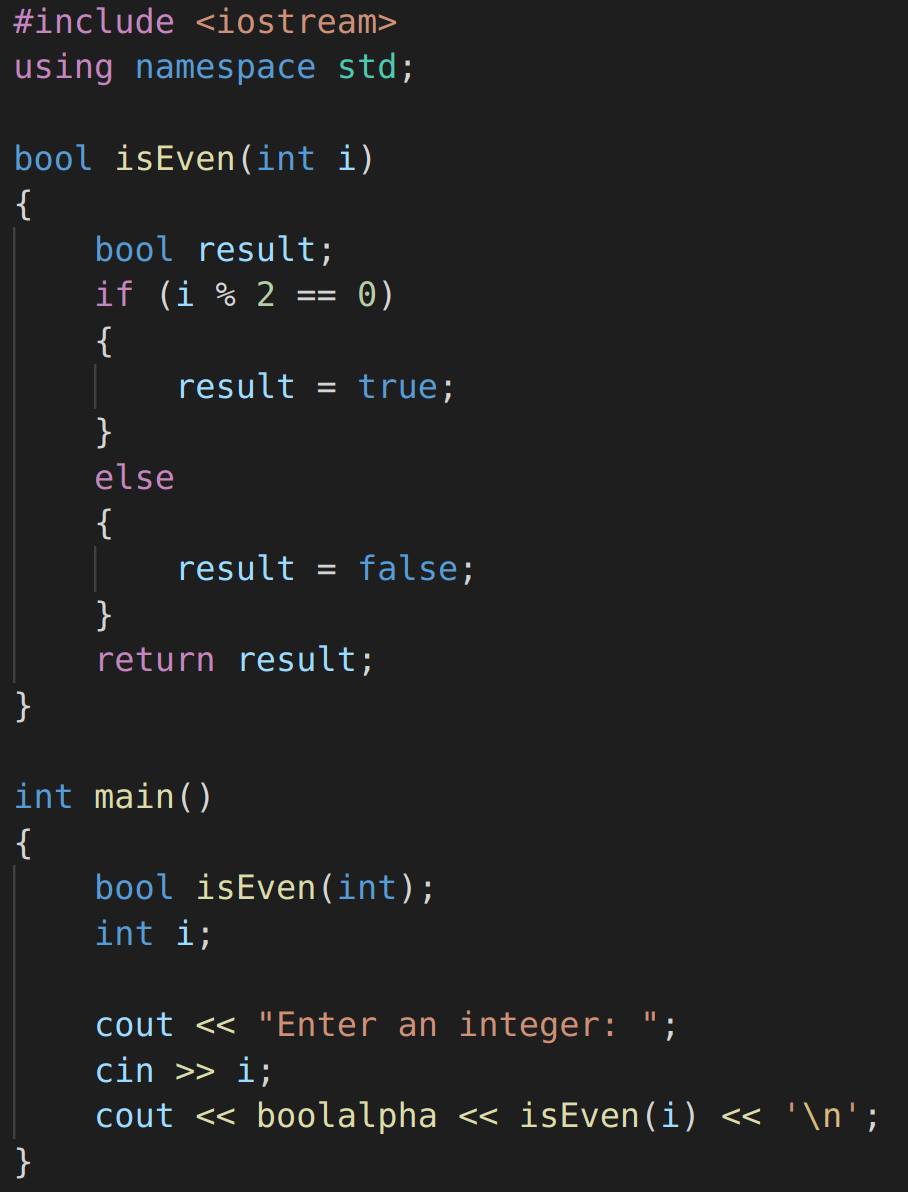 #include <iostream>
using namespace std;

bool isEven(int i)
{
    bool result;
    if (i % 2 == 0)
    {
        result = true;
    }
    else
    {
        result = false;
    }
    return result;
}

int main()
{
    bool isEven(int);
    int i;

    cout << "Enter an integer: ";
    cin >> i;
    cout << boolalpha << isEven(i) << '\n';
}